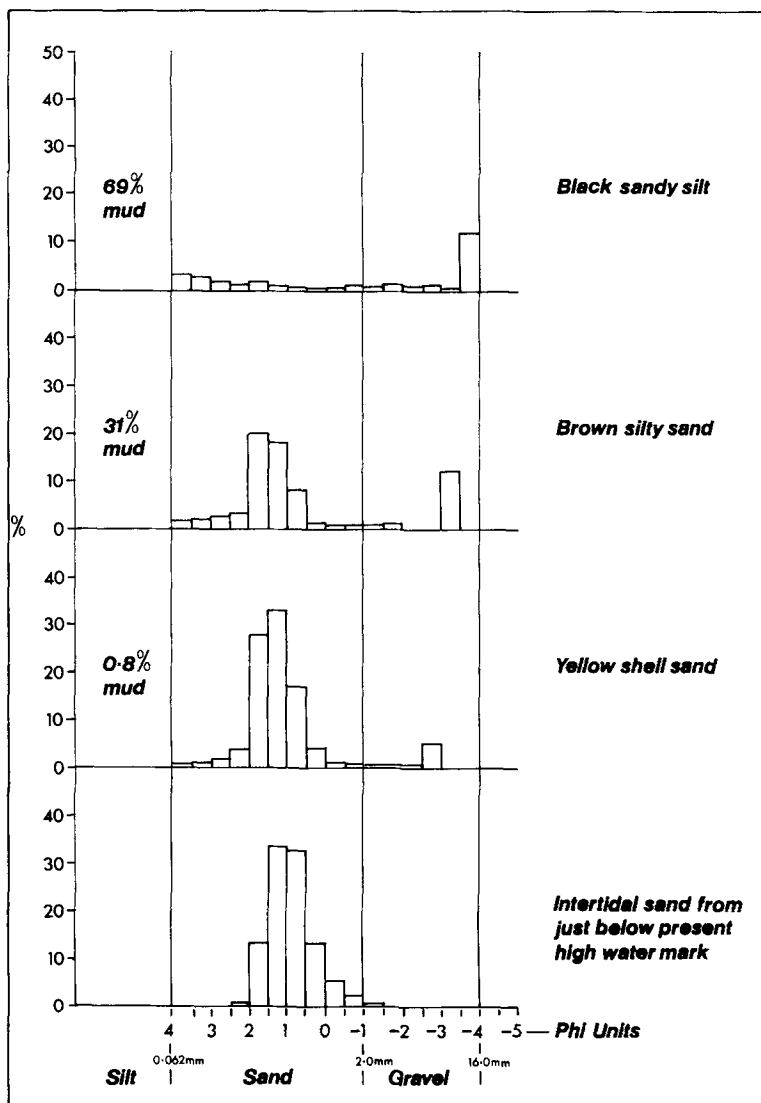 50
40
30
20
10
0
69%
mud
Black sandy silt
40
30
20
10
0
31%
mud
Brown silty sand
%
40
30
20
10
0
0·8%
mud
Yellow shell sand
40
30
20
10
0
Intertidal sand from
just below present
high water mark
4 3 2 1 0 -1 -2 -3 -4 -5 — Phi Units
0·062mm 2·0mm 16·0mm
Silt Sand Gravel